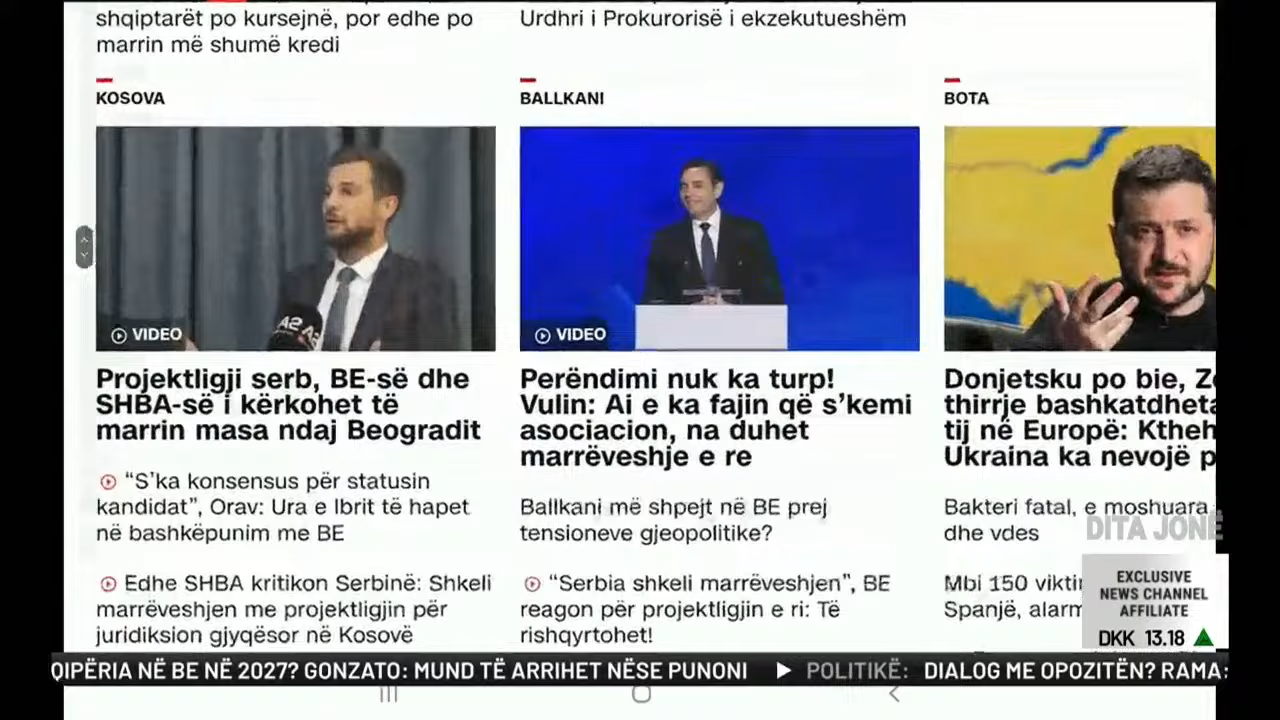 shqiptarët po kursejnë, por edhe po
marrin më shumë kredi
Urdhri i Prokurorisë i ekzekutueshëm
KOSOVA
VIDEO
Projektligji serb, BE-së dhe
SHBA-së i kërkohet të
marrin masa ndaj Beogradit
“S’ka konsensus për statusin
kandidat”, Orav: Ura e Ibrit të hapet
në bashkëpunim me BE
Edhe SHBA kritikon Serbinë: Shkeli
marrëveshjen me projektligjin për
juridiksion gjyqësor në Kosovë
BALLKANI
VIDEO
Perëndimi nuk ka turp!
Vulin: Ai e ka fajin që s’kemi
asociacion, na duhet
marrëveshje e re
Ballkani më shpejt në BE prej
tensioneve gjeopolitike?
“Serbia shkeli marrëveshjen”, BE
reagon për projektligjin e ri: Të
rishqyrtohet!
BOTA
Donjetsku po bie,
thirrje
tij në Europë:
Ukraina ka nevojë
Bakteri fatal, e moshuara
dhe vdes
Mbi 150
Spanjë,
DITA JONË
EXCLUSIVE
NEWS CHANNEL
AFFILIATE
DKK 13.18
QIPËRIA NË BE NË 2027? GONZATO: MUND TË ARRIHET NËSE PUNONI POLITIKË: DIALOG ME OPOZITËN? RAMA: